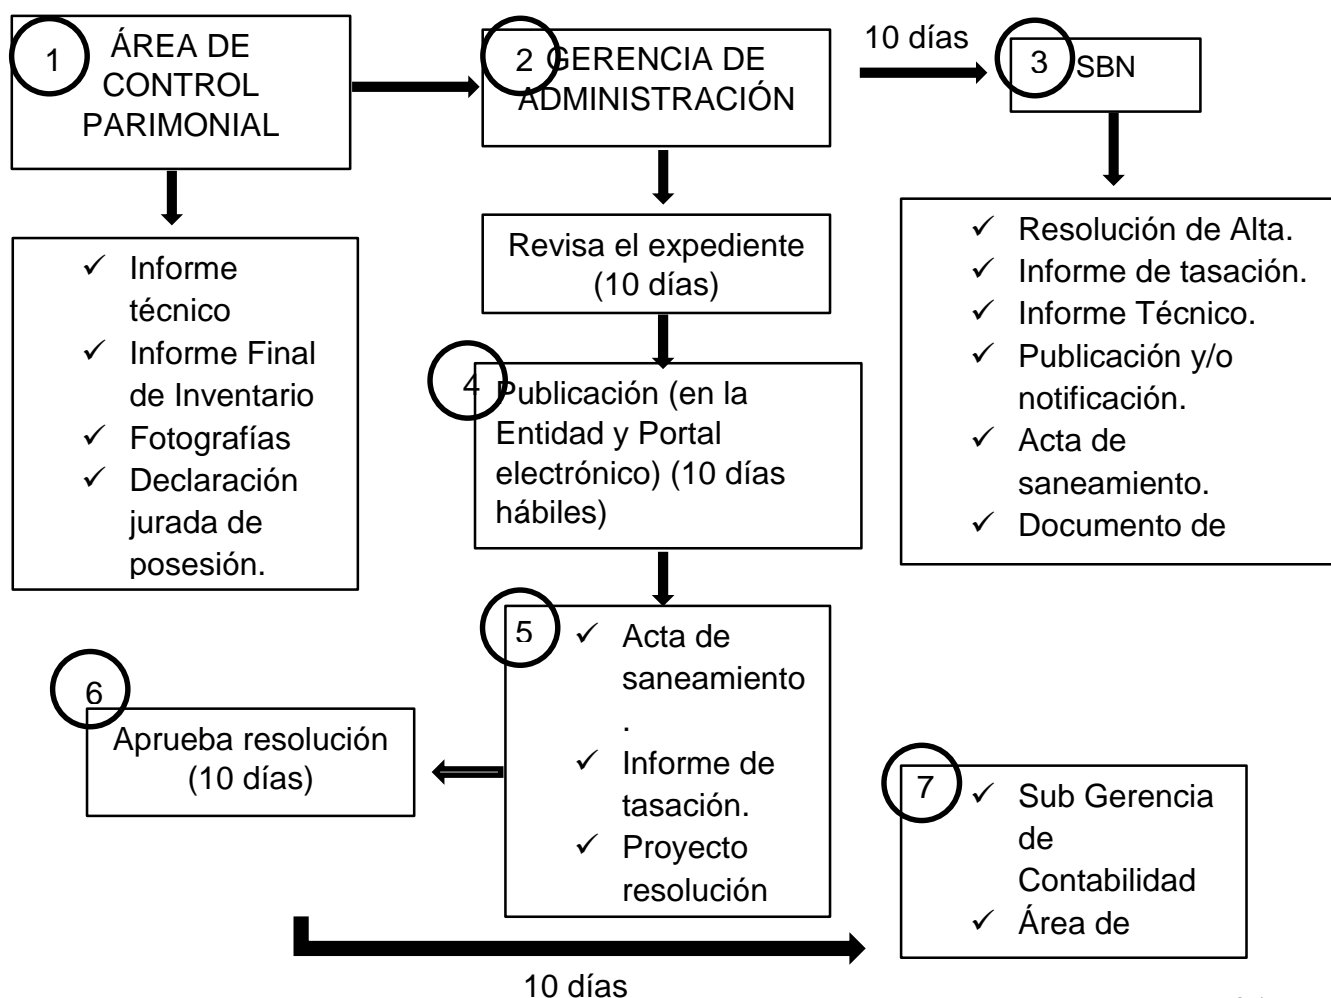 1
ÁREA DE
CONTROL
PARIMONIAL
2
GERENCIA DE
ADMINISTRACIÓN
10 días
3
SBN
✓ Informe
técnico
✓ Informe Final
de Inventario
✓ Fotografías
✓ Declaración
jurada de
posesión.
Revisa el expediente
(10 días)
✓ Resolución de Alta.
✓ Informe de tasación.
✓ Informe Técnico.
✓ Publicación y/o
notificación.
✓ Acta de
saneamiento.
✓ Documento de
4
Publicación (en la
Entidad y Portal
electrónico) (10 días
hábiles)
5
✓ Acta de
saneamiento
.
✓ Informe de
tasación.
✓ Proyecto
resolución
6
Aprueba resolución
(10 días)
7
✓ Sub Gerencia
de
Contabilidad
✓ Área de
10 días